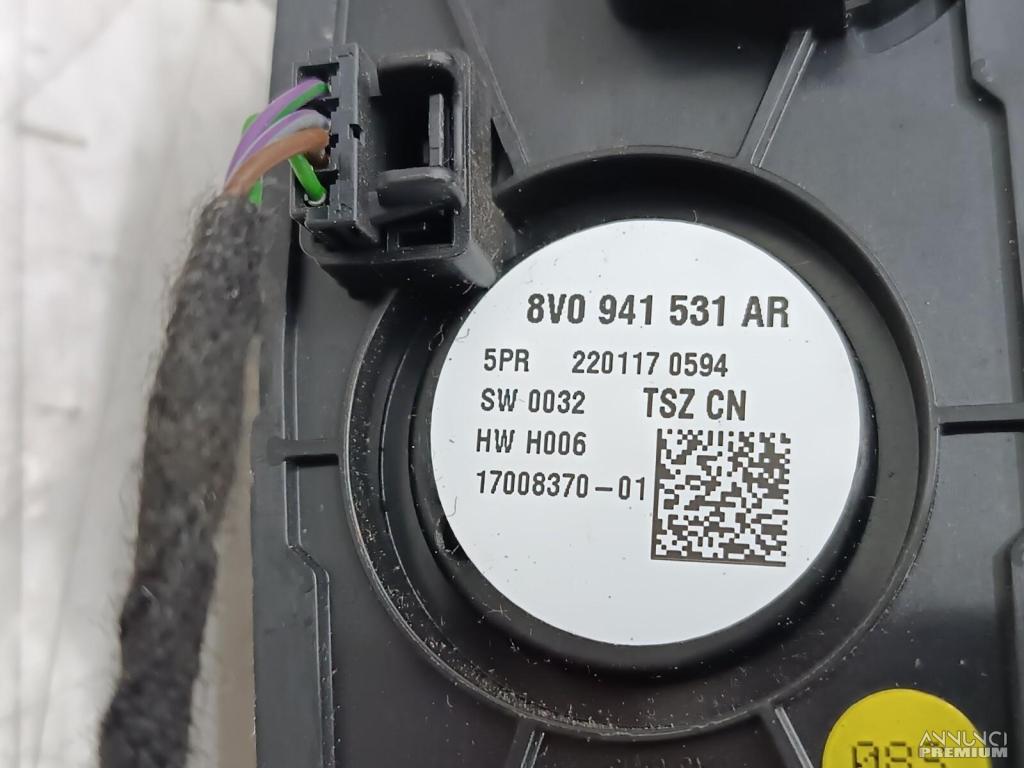 8V0 941 531 AR
5PR 220117 0594
SW 0032 TSZ CN
HW H006
17008370-01
ANNUNCI
PREMIUM